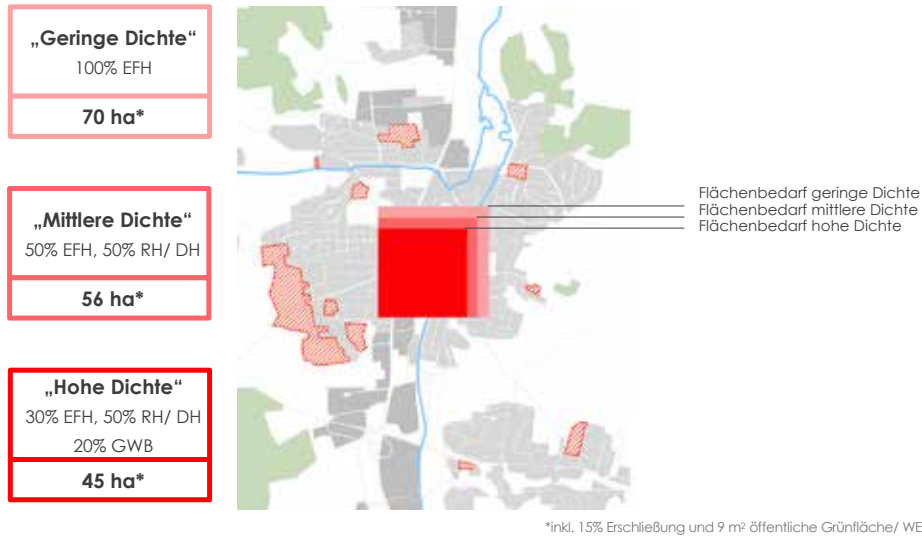 „Geringe Dichte“
100% EFH
70 ha*
„Mittlere Dichte“
50% EFH, 50% RH/ DH
56 ha*
„Hohe Dichte“
30% EFH, 50% RH/ DH
20% GWB
45 ha*
Flächenbedarf geringe Dichte
Flächenbedarf mittlere Dichte
Flächenbedarf hohe Dichte
*inkl. 15% Erschließung und 9 m² öffentliche Grünfläche/ WE